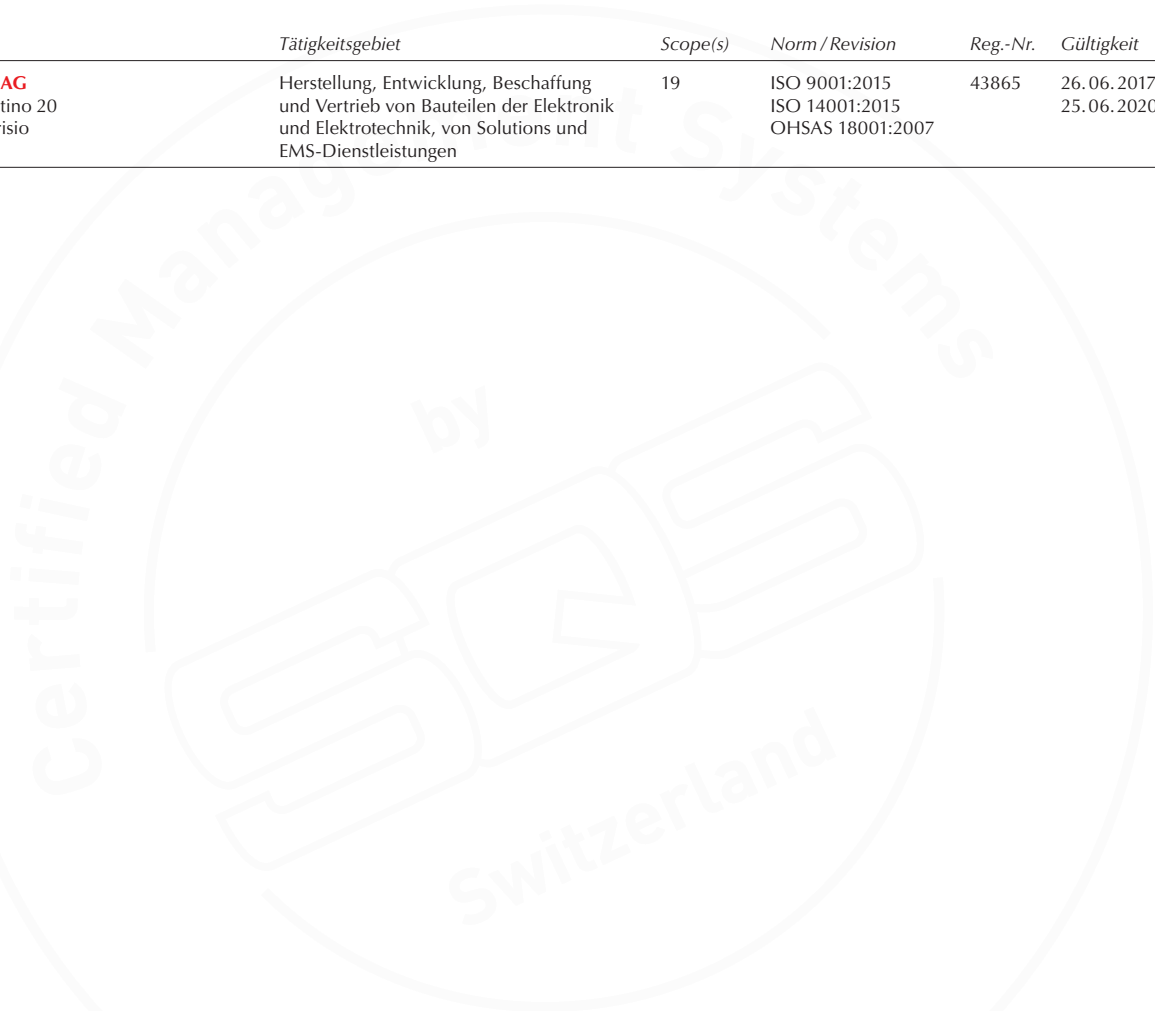 Tätigkeitsgebiet Scope(s) Norm / Revision Reg.-Nr. Gültigkeit
AG Herstellung, Entwicklung, Beschaffung 19 ISO 9001:2015 43865 26.06.2017
tino 20 und Vertrieb von Bauteilen der Elektronik ISO 14001:2015 25.06.2020
risio und Elektrotechnik, von Solutions und OHSAS 18001:2007
EMS-Dienstleistungen
Certified Management Systems
by
SQS
Switzerland